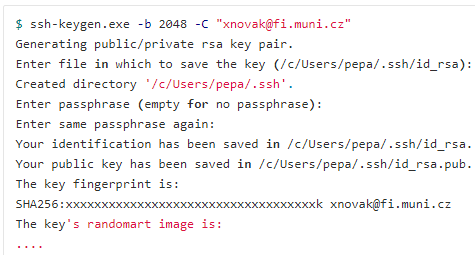 $ ssh-keygen.exe -b 2048 -C "xnovak@fi.muni.cz"
Generating public/private rsa key pair.
Enter file in which to save the key (/c/Users/pepa/.ssh/id_rsa):
Created directory '/c/Users/pepa/.ssh'.
Enter passphrase (empty for no passphrase):
Enter same passphrase again:
Your identification has been saved in /c/Users/pepa/.ssh/id_rsa.
Your public key has been saved in /c/Users/pepa/.ssh/id_rsa.pub.
The key fingerprint is:
SHA256:xxxxxxxxxxxxxxxxxxxxxxxxxxxxxxxxxxxk xnovak@fi.muni.cz
The key's randomart image is:
....